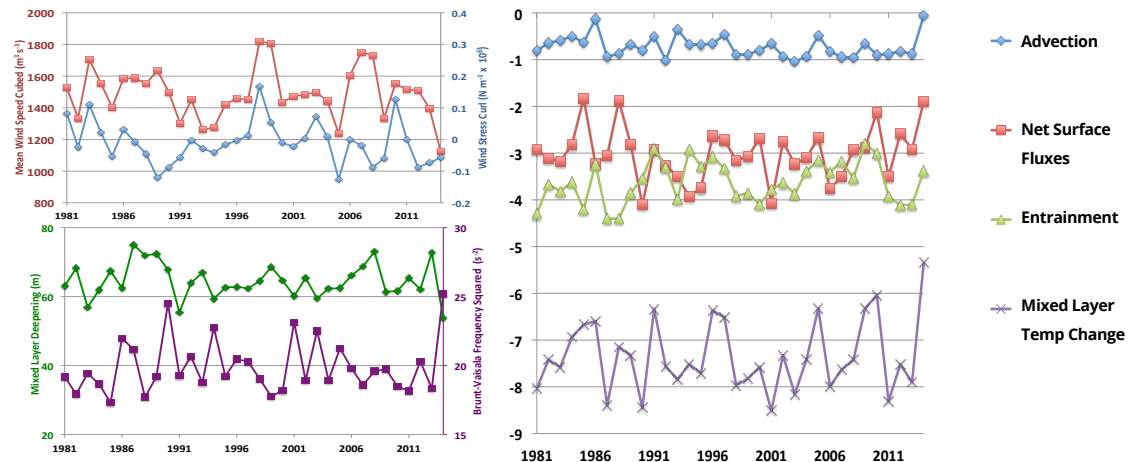 2000
1800
1600
1400
1200
1000
800
Mean Wind Speed Cubed (m³ s⁻³)
0.4
0.3
0.2
0.1
0
-0.1
-0.2
Wind Stress Curl (N m⁻³ x 10⁶)
1981 1986 1991 1996 2001 2006 2011
80
60
40
20
Mixed Layer Deepening (m)
30
25
20
15
Brunt-Vaisala Frequency Squared (s⁻²)
1981 1986 1991 1996 2001 2006 2011
0
-1
-2
-3
-4
-5
-6
-7
-8
-9
1981 1986 1991 1996 2001 2006 2011
Advection
Net Surface
Fluxes
Entrainment
Mixed Layer
Temp Change